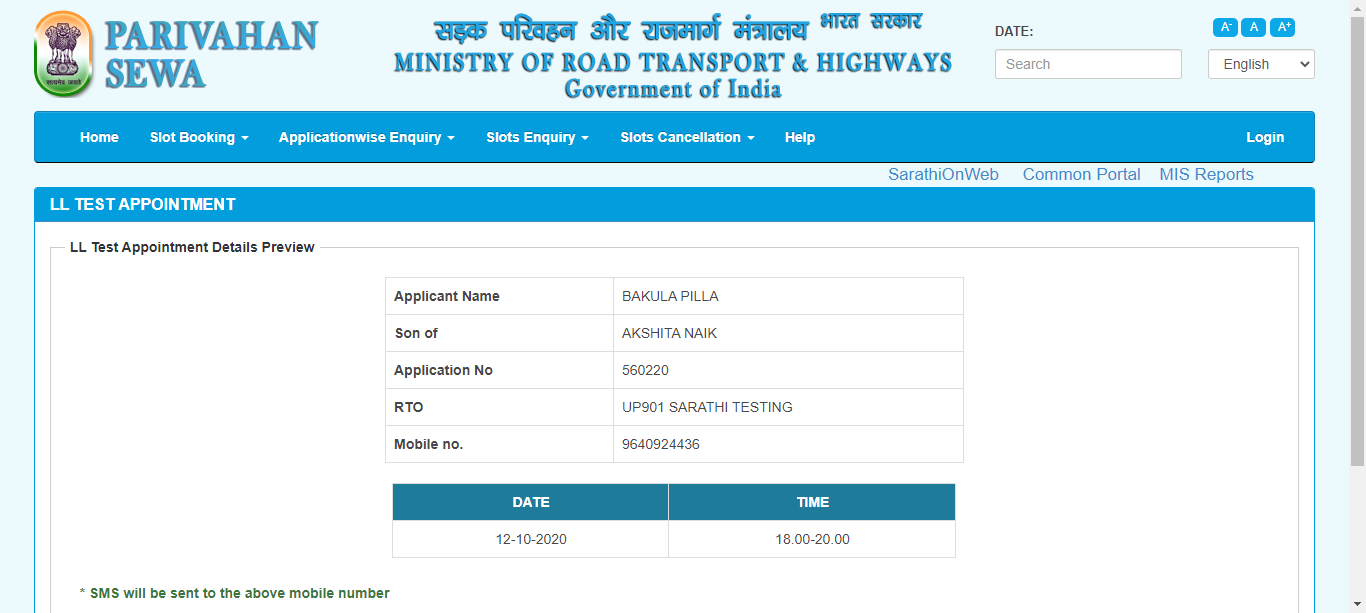 PARIVAHAN
SEWA
सड़क परिवहन और राजमार्ग मंत्रालय भारत सरकार
MINISTRY OF ROAD TRANSPORT & HIGHWAYS
Government of India
DATE:
A- A A+
Search
English
Home Slot Booking Applicationwise Enquiry Slots Enquiry Slots Cancellation Help Login
SarathiOnWeb Common Portal MIS Reports
LL TEST APPOINTMENT
LL Test Appointment Details Preview
Applicant Name BAKULA PILLA
Son of AKSHITA NAIK
Application No 560220
RTO UP901 SARATHI TESTING
Mobile no. 9640924436
DATE TIME
12-10-2020 18.00-20.00
* SMS will be sent to the above mobile number